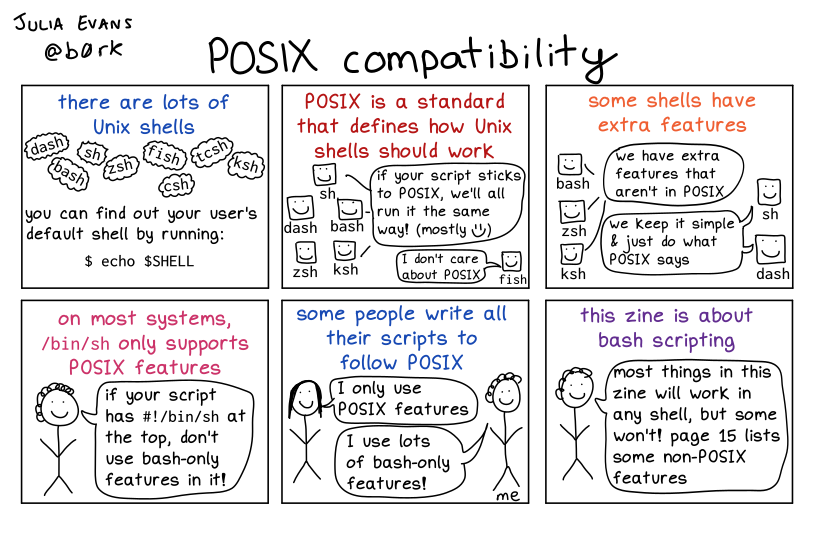 JULIA EVANS
@b0rk
POSIX compatibility
there are lots of
Unix shells
dash
sh
bash
zsh
fish
csh
tcsh
ksh
you can find out your user's
default shell by running:
$ echo $SHELL
POSIX is a standard
that defines how Unix
shells should work
sh
dash
bash
zsh
ksh
if your script sticks
to POSIX, we'll all
run it the same
way! (mostly 🙂)
I don't care
about POSIX
fish
some shells have
extra features
bash
zsh
ksh
we have extra
features that
aren't in POSIX
we keep it simple
& just do what
POSIX says
sh
dash
on most systems,
/bin/sh only supports
POSIX features
if your script
has #!/bin/sh at
the top, don't
use bash-only
features in it!
some people write all
their scripts to
follow POSIX
I only use
POSIX features
I use lots
of bash-only
features!
me
this zine is about
bash scripting
most things in this
zine will work in
any shell, but some
won't! page 15 lists
some non-POSIX
features